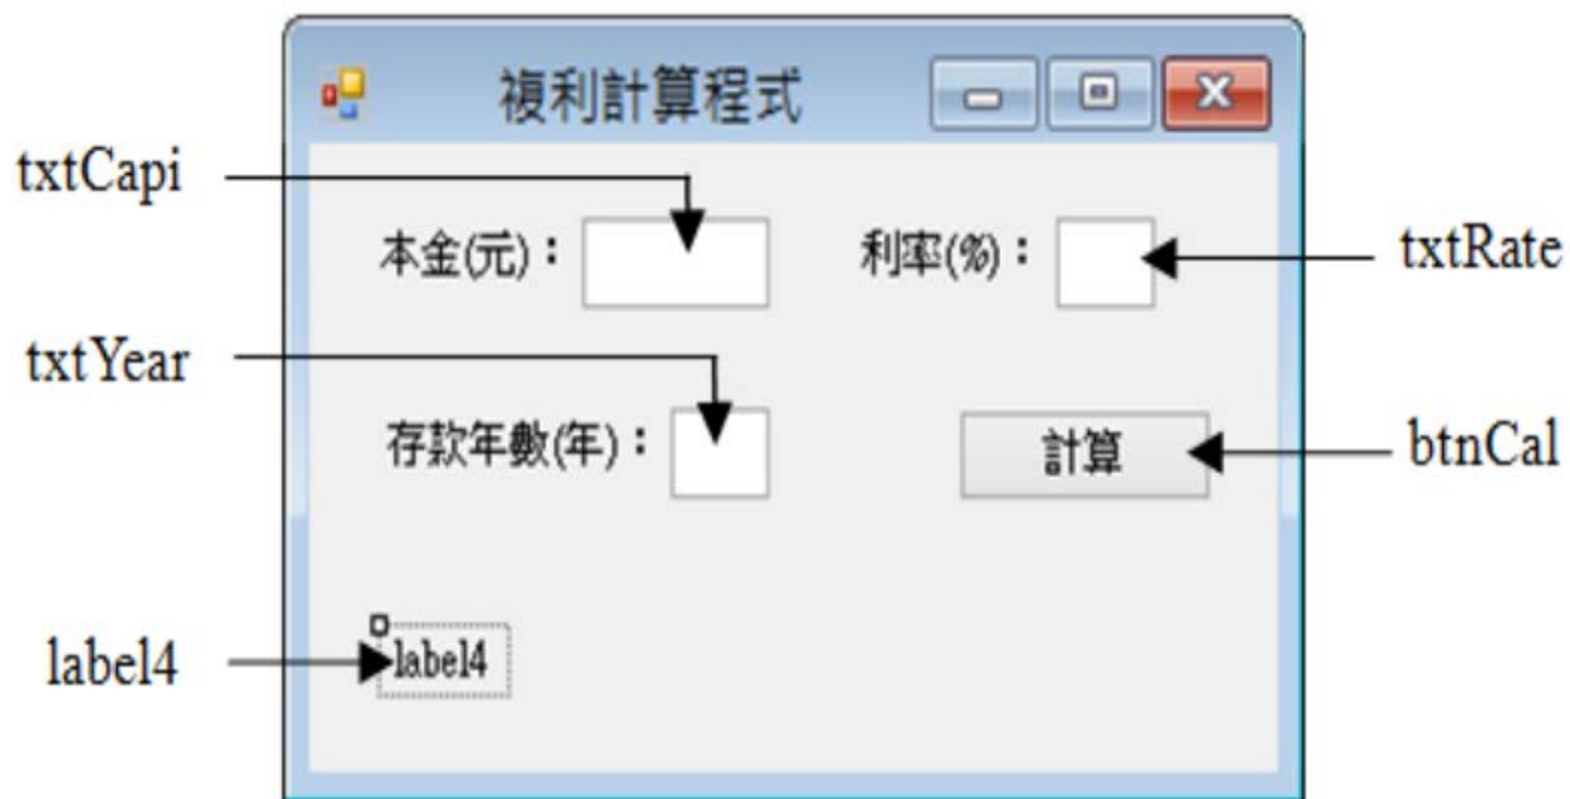 複利計算程式
txtCapi
本金(元)：
利率(%)：
txtRate
txtYear
存款年數(年)：
計算
btnCal
label4
label4